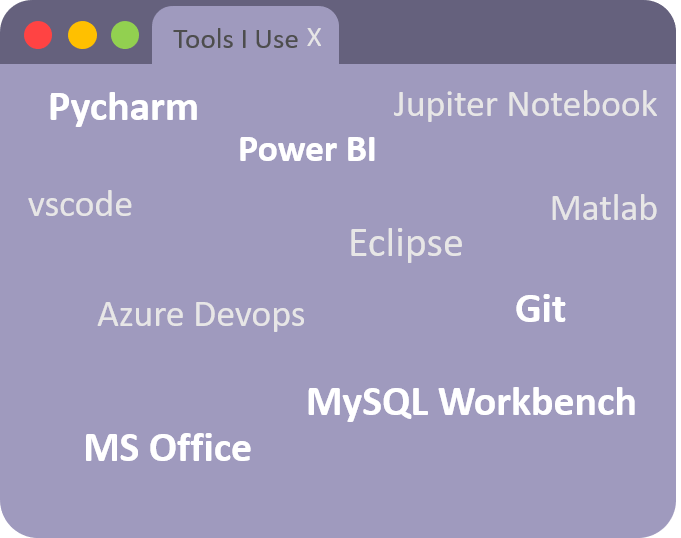 Tools I Use X
Pycharm
Jupiter Notebook
Power BI
vscode
Matlab
Eclipse
Azure Devops
Git
MySQL Workbench
MS Office